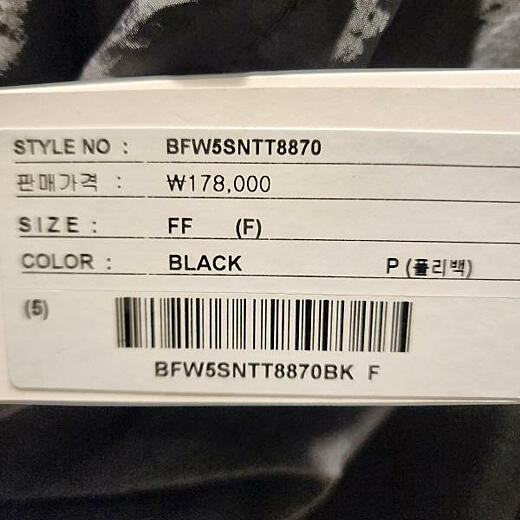 STYLE NO : BFW5SNTT8870
판매가격 : ₩178,000
SIZE : FF (F)
COLOR : BLACK P (폴리백)
(5)
BFW5SNTT8870BK F